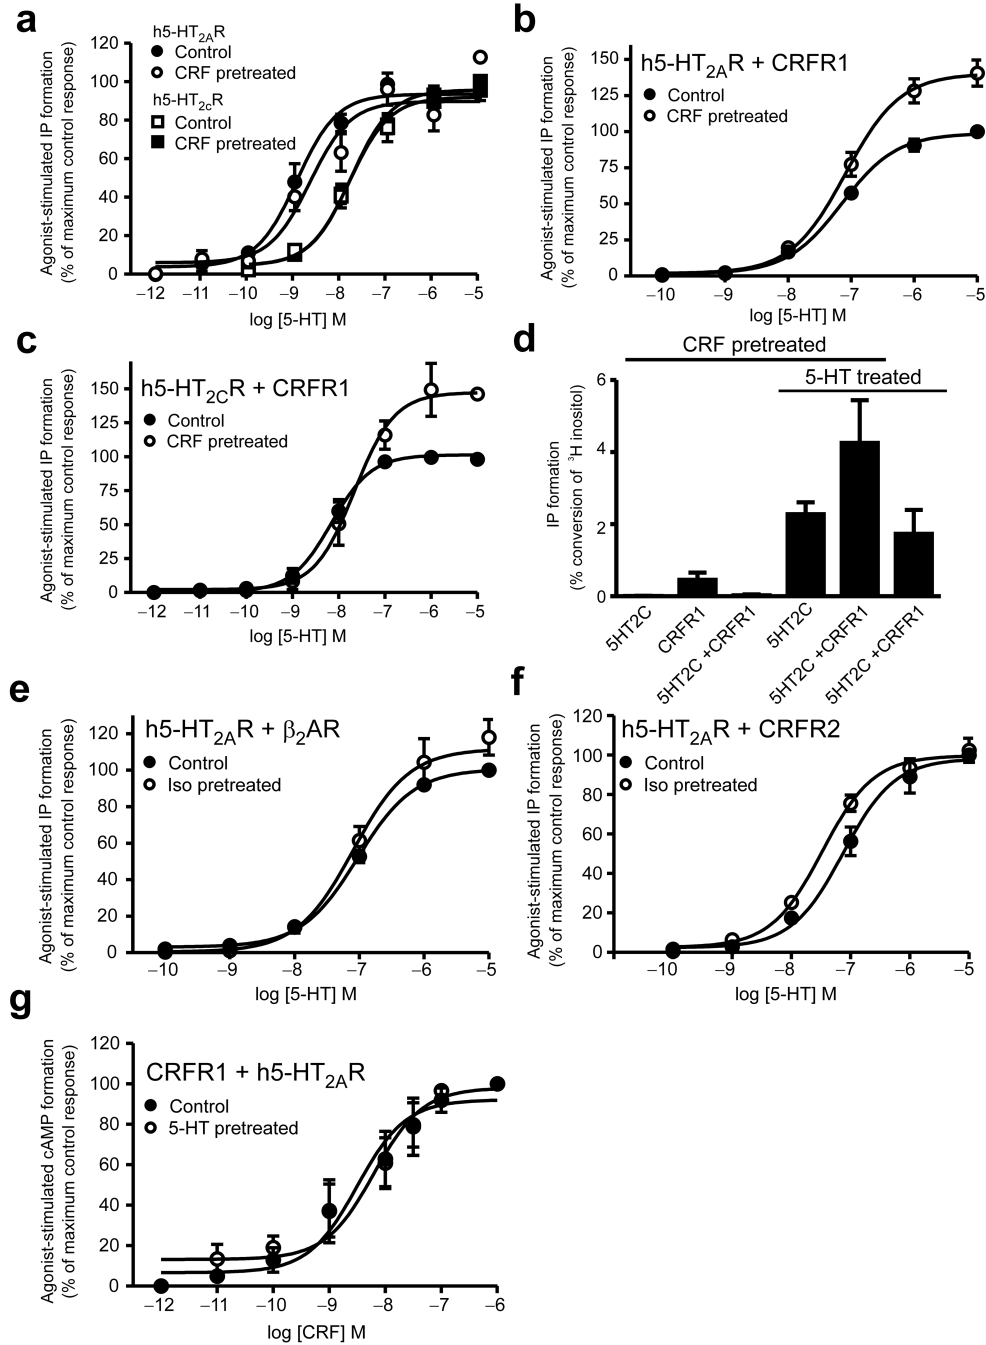 a
h5-HT2AR
Control
CRF pretreated
h5-HT2cR
Control
CRF pretreated
Agonist-stimulated IP formation
(% of maximum control response)
120
100
80
60
40
20
0
–12 –11 –10 –9 –8 –7 –6 –5
log [5-HT] M
b
h5-HT2AR + CRFR1
Control
CRF pretreated
Agonist-stimulated IP formation
(% of maximum control response)
150
125
100
75
50
25
0
–10 –9 –8 –7 –6 –5
log [5-HT] M
c
h5-HT2CR + CRFR1
Control
CRF pretreated
Agonist-stimulated IP formation
(% of maximum control response)
150
125
100
75
50
25
0
–12 –11 –10 –9 –8 –7 –6 –5
log [5-HT] M
d
CRF pretreated
5-HT treated
IP formation
(% conversion of ³H inositol)
6
4
2
0
5HT2C
CRFR1
5HT2C +CRFR1
5HT2C
5HT2C +CRFR1
5HT2C +CRFR1
e
h5-HT2AR + β2AR
Control
Iso pretreated
Agonist-stimulated IP formation
(% of maximum control response)
120
100
80
60
40
20
0
–10 –9 –8 –7 –6 –5
log [5-HT] M
f
h5-HT2AR + CRFR2
Control
Iso pretreated
Agonist-stimulated IP formation
(% of maximum control response)
120
100
80
60
40
20
0
–10 –9 –8 –7 –6 –5
log [5-HT] M
g
CRFR1 + h5-HT2AR
Control
5-HT pretreated
Agonist-stimulated cAMP formation
(% of maximum control response)
120
100
80
60
40
20
0
–12 –11 –10 –9 –8 –7 –6
log [CRF] M